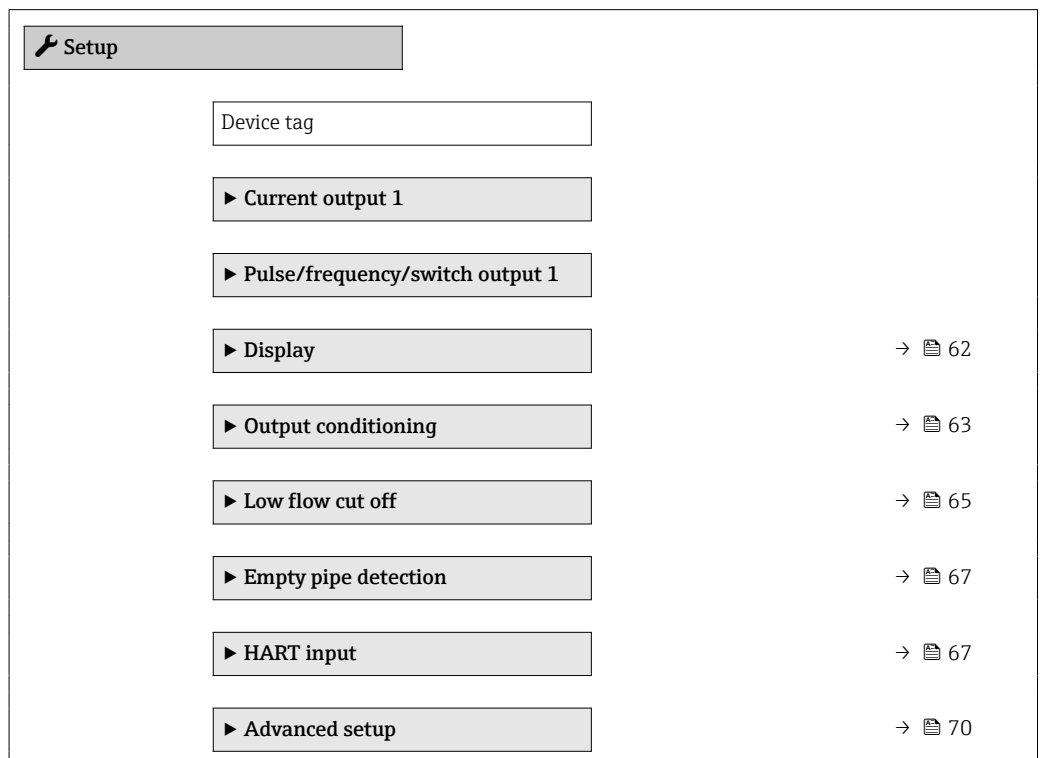 Setup
Device tag
▶ Current output 1
▶ Pulse/frequency/switch output 1
▶ Display → 62
▶ Output conditioning → 63
▶ Low flow cut off → 65
▶ Empty pipe detection → 67
▶ HART input → 67
▶ Advanced setup → 70